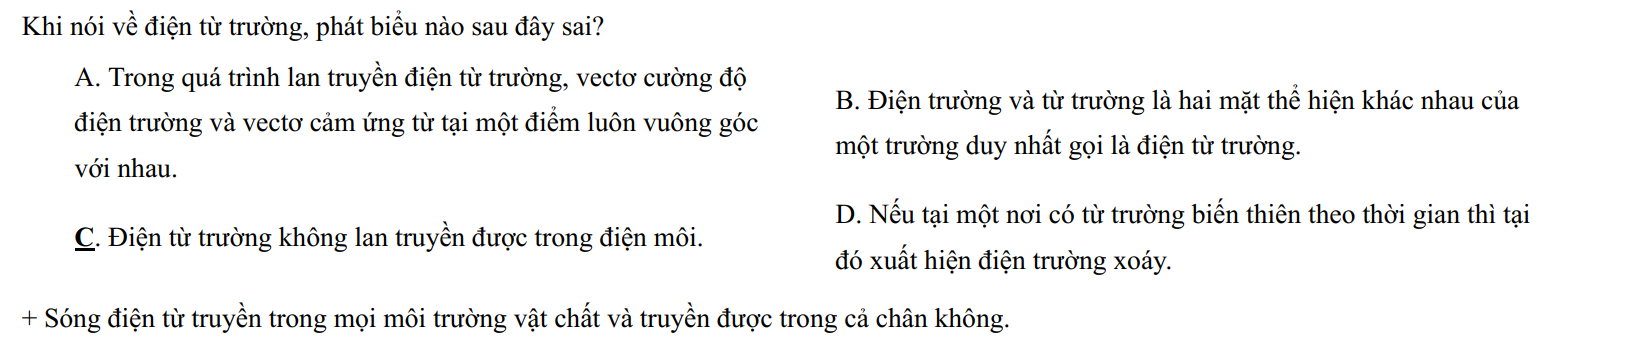 Khi nói về điện từ trường, phát biểu nào sau đây sai?
A. Trong quá trình lan truyền điện từ trường, vectơ cường độ
điện trường và vectơ cảm ứng từ tại một điểm luôn vuông góc
với nhau.
B. Điện trường và từ trường là hai mặt thể hiện khác nhau của
một trường duy nhất gọi là điện từ trường.
C. Điện từ trường không lan truyền được trong điện môi.
D. Nếu tại một nơi có từ trường biến thiên theo thời gian thì tại
đó xuất hiện điện trường xoáy.
+ Sóng điện từ truyền trong mọi môi trường vật chất và truyền được trong cả chân không.